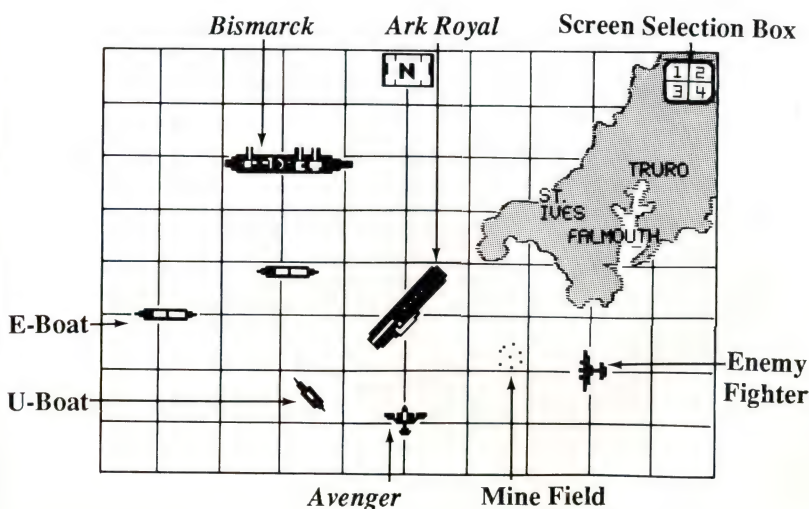 Bismarck Ark Royal Screen Selection Box
N
1 2
3 4
TRURO
ST.
IVES
FALMOUTH
E-Boat
Enemy
Fighter
U-Boat
Avenger Mine Field